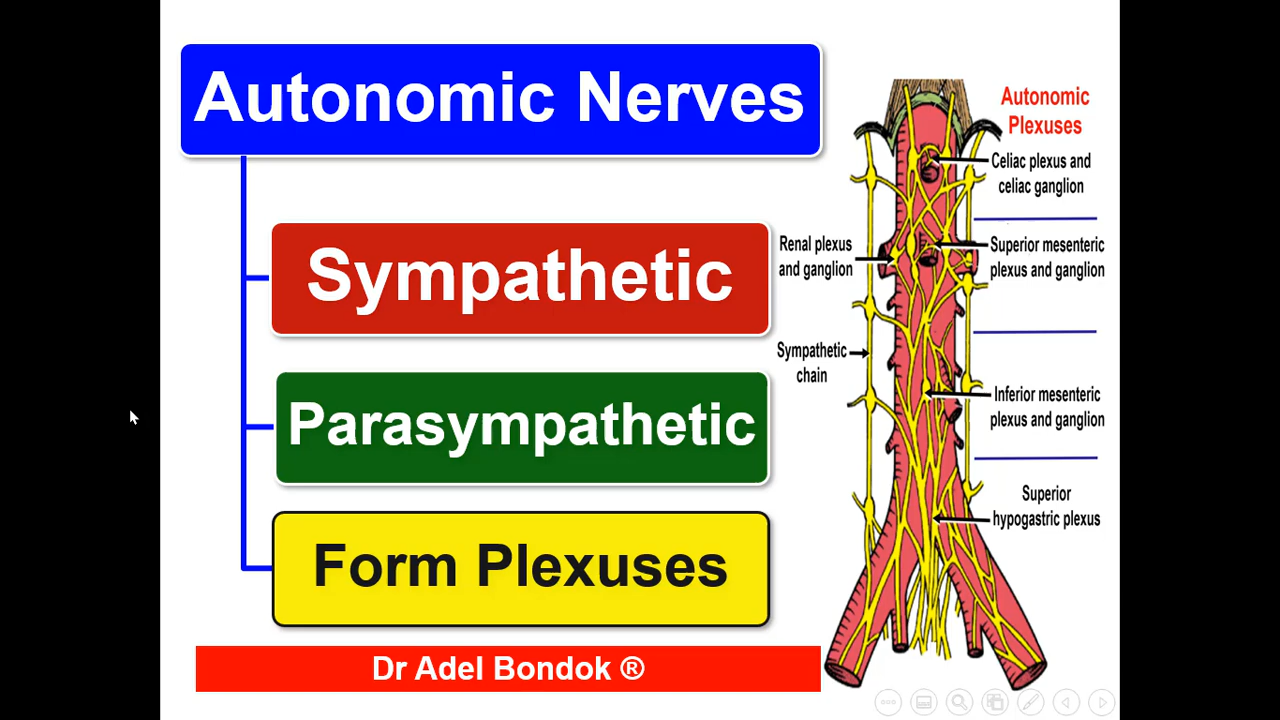 Autonomic Nerves
Sympathetic
Parasympathetic
Form Plexuses
Dr Adel Bondok ®
Autonomic
Plexuses
Celiac plexus and
celiac ganglion
Renal plexus
and ganglion
Superior mesenteric
plexus and ganglion
Sympathetic
chain
Inferior mesenteric
plexus and ganglion
Superior
hypogastric plexus